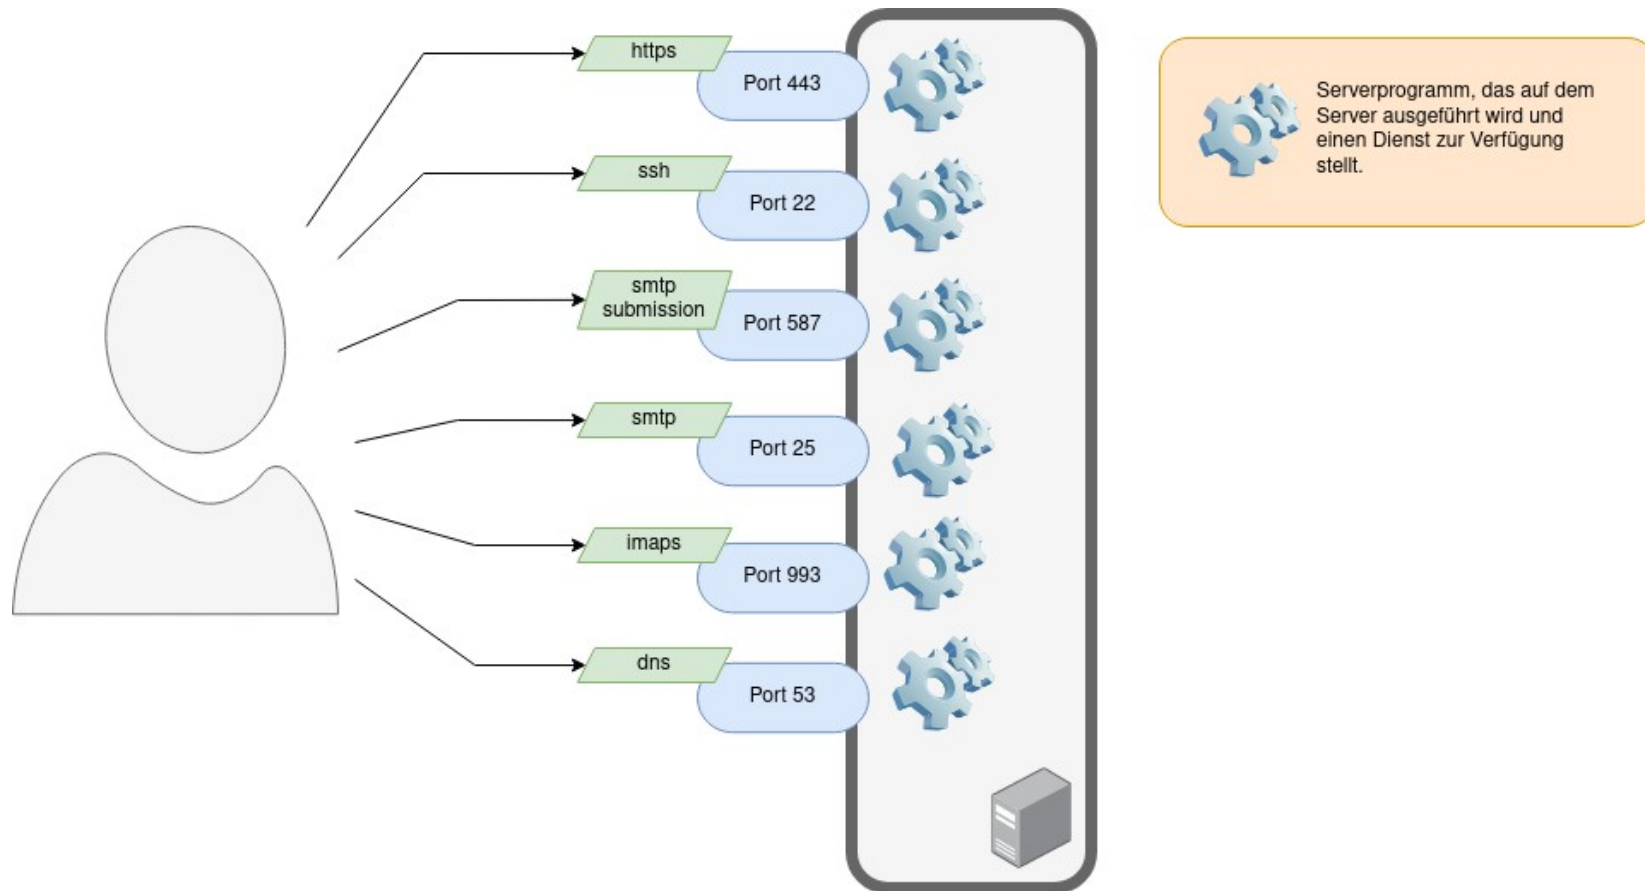 https
Port 443
ssh
Port 22
smtp
submission
Port 587
smtp
Port 25
imaps
Port 993
dns
Port 53
Serverprogramm, das auf dem
Server ausgeführt wird und
einen Dienst zur Verfügung
stellt.